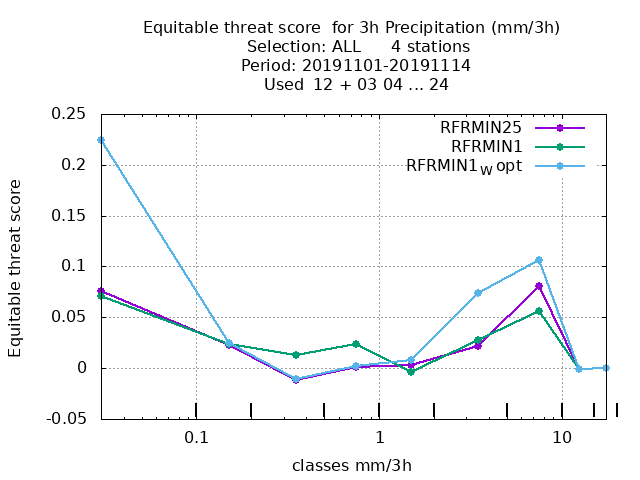 Equitable threat score  for 3h Precipitation (mm/3h)
Selection: ALL      4 stations
Period: 20191101-20191114
Used  12 + 03 04 ... 24
RFRMIN25
RFRMIN1
RFRMIN1W opt
0.25
0.2
0.15
0.1
0.05
0
-0.05
Equitable threat score
0.1 1 10
classes mm/3h